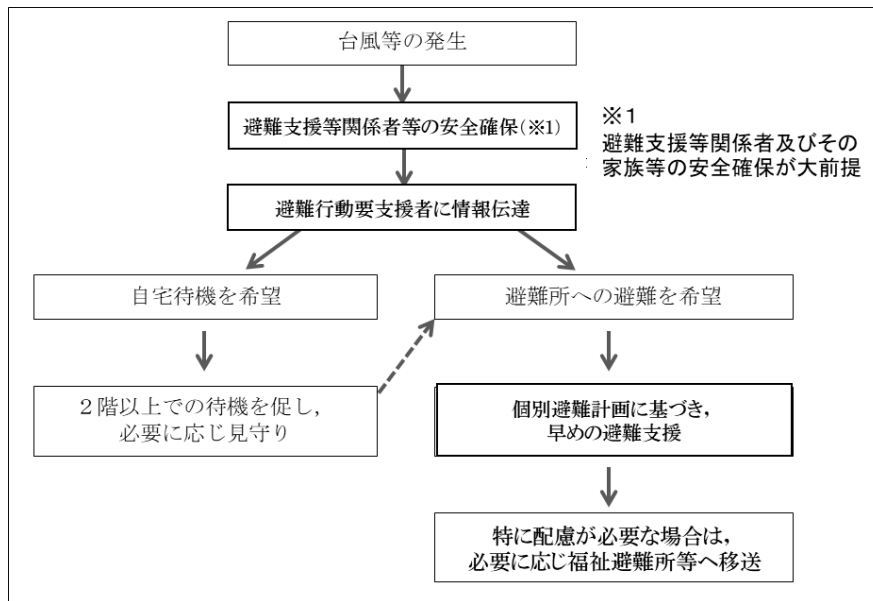 台風等の発生
避難支援等関係者等の安全確保(※1)
※1
避難支援等関係者及びその
家族等の安全確保が大前提
避難行動要支援者に情報伝達
自宅待機を希望
避難所への避難を希望
２階以上での待機を促し，
必要に応じ見守り
個別避難計画に基づき，
早めの避難支援
特に配慮が必要な場合は，
必要に応じ福祉避難所等へ移送